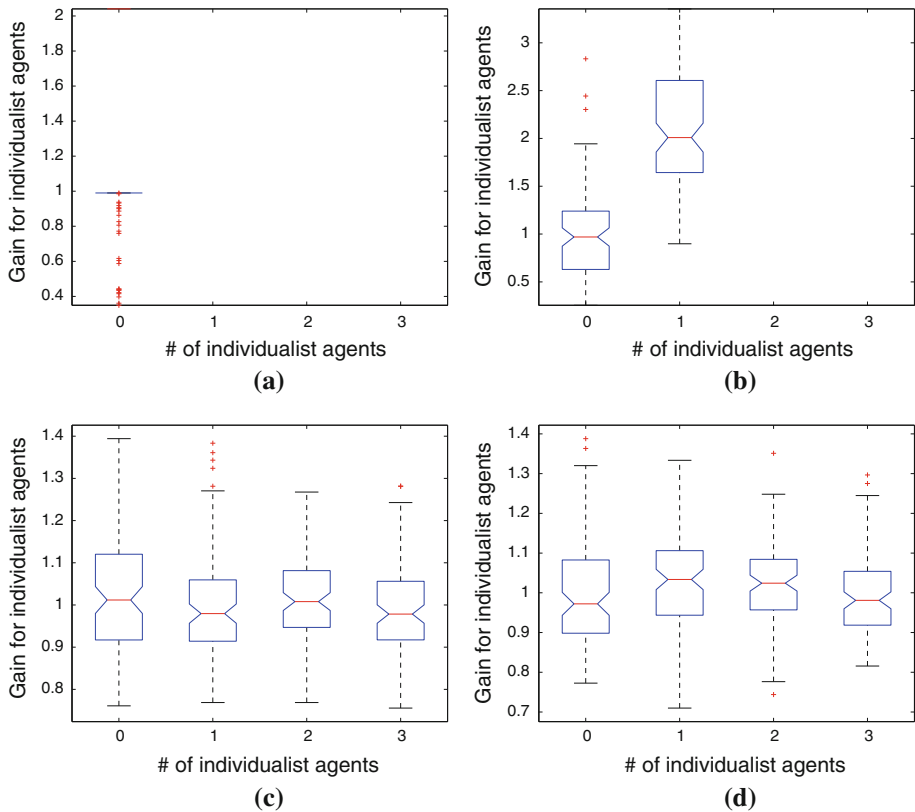 2
1.8
1.6
1.4
1.2
1
0.8
0.6
0.4
Gain for individualist agents
0 1 2 3
# of individualist agents
(a)
3
2.5
2
1.5
1
0.5
Gain for individualist agents
0 1 2 3
# of individualist agents
(b)
1.4
1.3
1.2
1.1
1
0.9
0.8
Gain for individualist agents
0 1 2 3
# of individualist agents
(c)
1.4
1.3
1.2
1.1
1
0.9
0.8
0.7
Gain for individualist agents
0 1 2 3
# of individualist agents
(d)